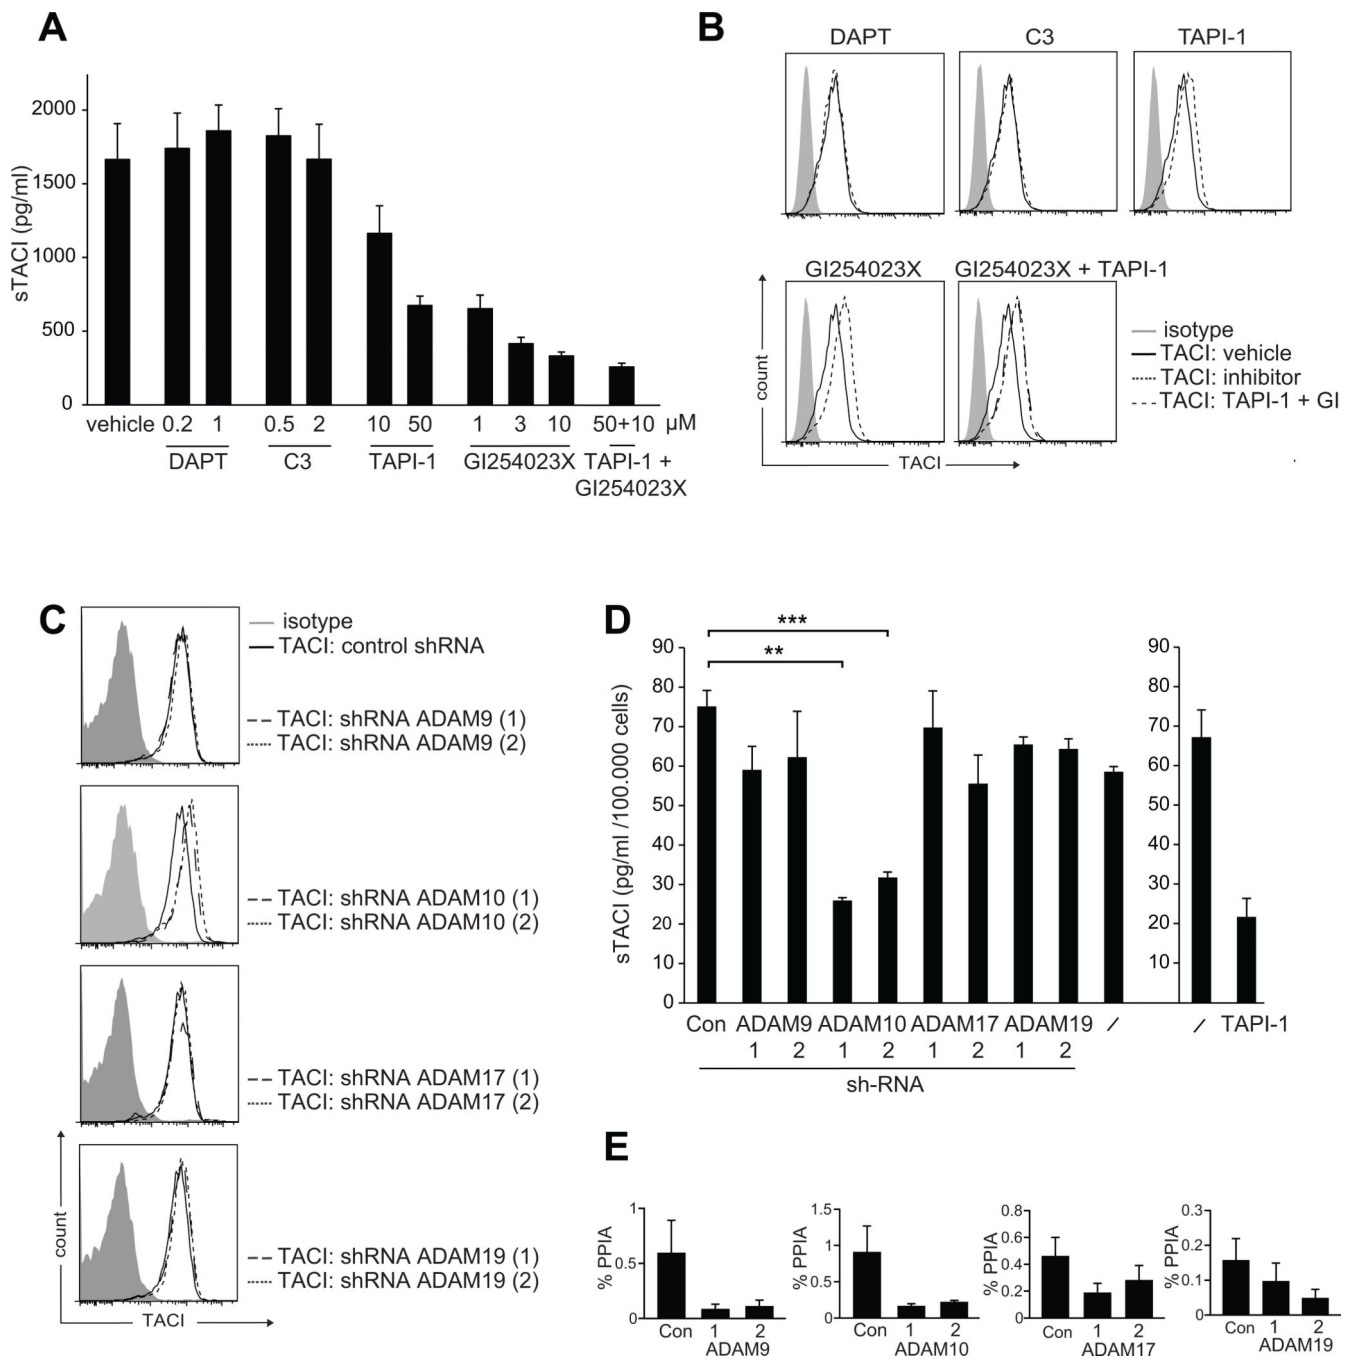 A
sTACI (pg/ml)
2000
1500
1000
500
0
vehicle 0.2 1 0.5 2 10 50 1 3 10 50+10 µM
DAPT C3 TAPI-1 GI254023X TAPI-1 +
GI254023X
B
DAPT C3 TAPI-1
GI254023X GI254023X + TAPI-1
count
TACI
isotype
TACI: vehicle
TACI: inhibitor
TACI: TAPI-1 + GI
C
isotype
TACI: control shRNA
TACI: shRNA ADAM9 (1)
TACI: shRNA ADAM9 (2)
TACI: shRNA ADAM10 (1)
TACI: shRNA ADAM10 (2)
TACI: shRNA ADAM17 (1)
TACI: shRNA ADAM17 (2)
TACI: shRNA ADAM19 (1)
TACI: shRNA ADAM19 (2)
count
TACI
D
sTACI (pg/ml /100.000 cells)
***
**
90 90
80 80
70 70
60 60
50 50
40 40
30 30
20 20
10 10
0
Con ADAM9 ADAM10 ADAM17 ADAM19 / / TAPI-1
1 2 1 2 1 2 1 2
sh-RNA
E
% PPIA
1
0.5
0
Con 1 2
ADAM9
% PPIA
1.5
1
0.5
0
Con 1 2
ADAM10
% PPIA
0.8
0.6
0.4
0.2
0
Con 1 2
ADAM17
% PPIA
0.3
0.2
0.1
0
Con 1 2
ADAM19